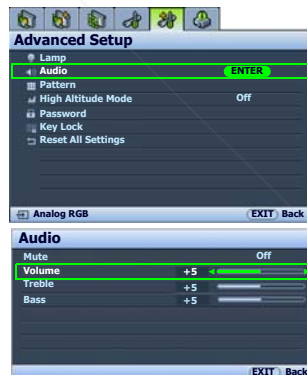 Advanced Setup
Lamp
Audio ENTER
Pattern
High Altitude Mode Off
Password
Key Lock
Reset All Settings
Analog RGB EXIT Back
Audio
Mute Off
Volume +5
Treble +5
Bass +5
EXIT Back